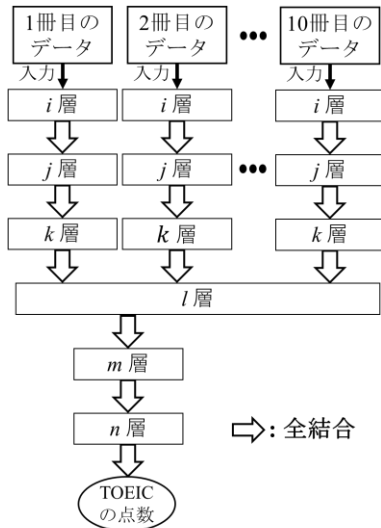 1冊目の
データ
2冊目の
データ
•••
10冊目の
データ
入力
入力
入力
i 層
i 層
i 層
j 層
j 層
•••
j 層
k 層
k 層
k 層
l 層
m 層
n 層
⇨: 全結合
TOEIC
の点数